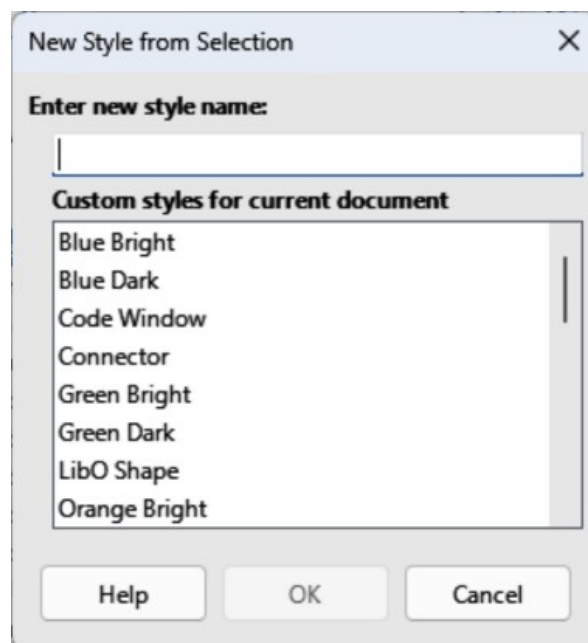 New Style from Selection
Enter new style name:
Custom styles for current document
Blue Bright
Blue Dark
Code Window
Connector
Green Bright
Green Dark
LibO Shape
Orange Bright
Help OK Cancel